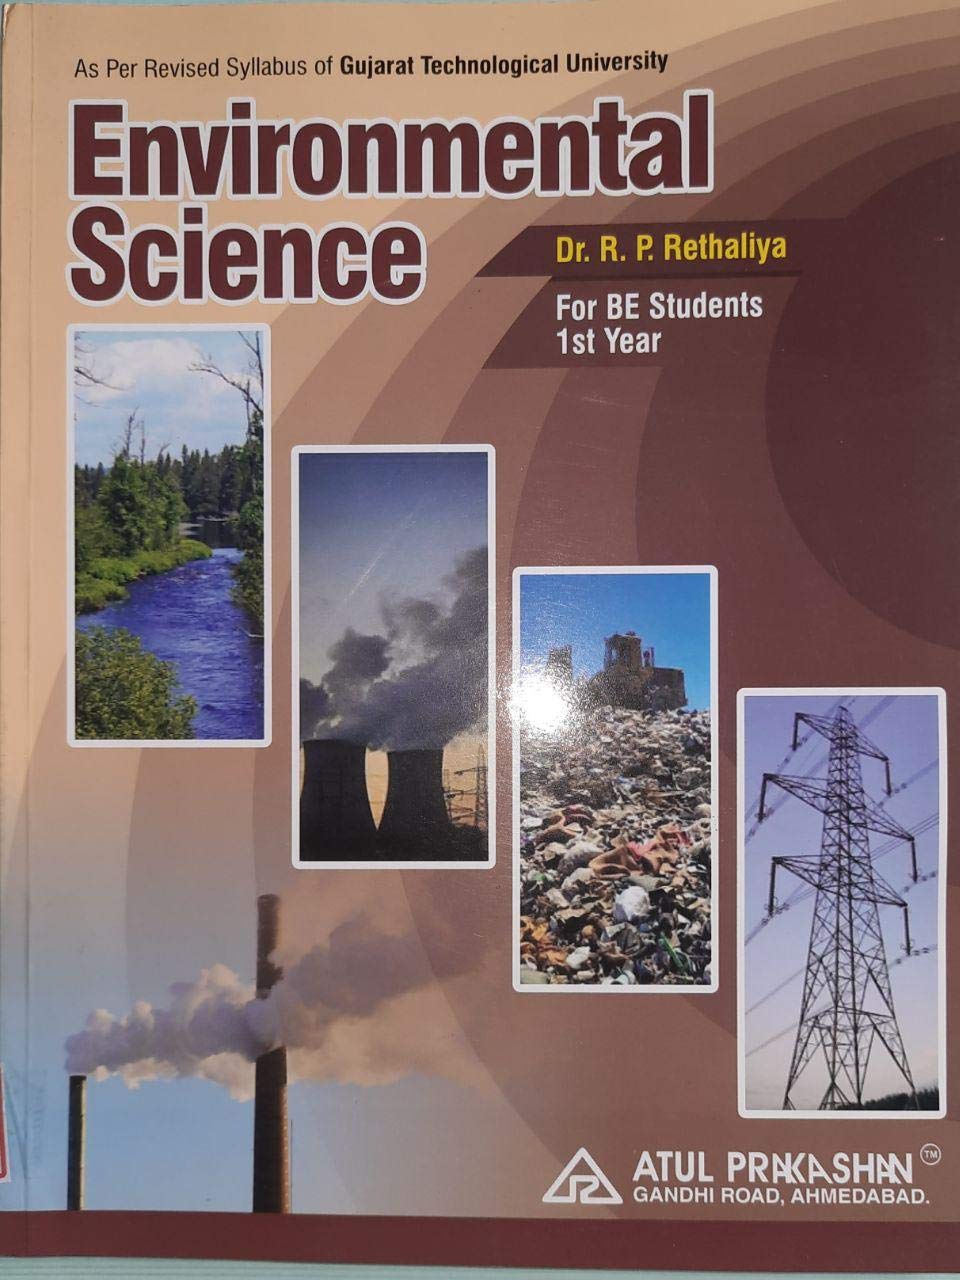 As Per Revised Syllabus of Gujarat Technological University
Environmental
Science
Dr. R. P. Rethaliya
For BE Students
1st Year
ATUL PRAKASHAN TM
GANDHI ROAD, AHMEDABAD.